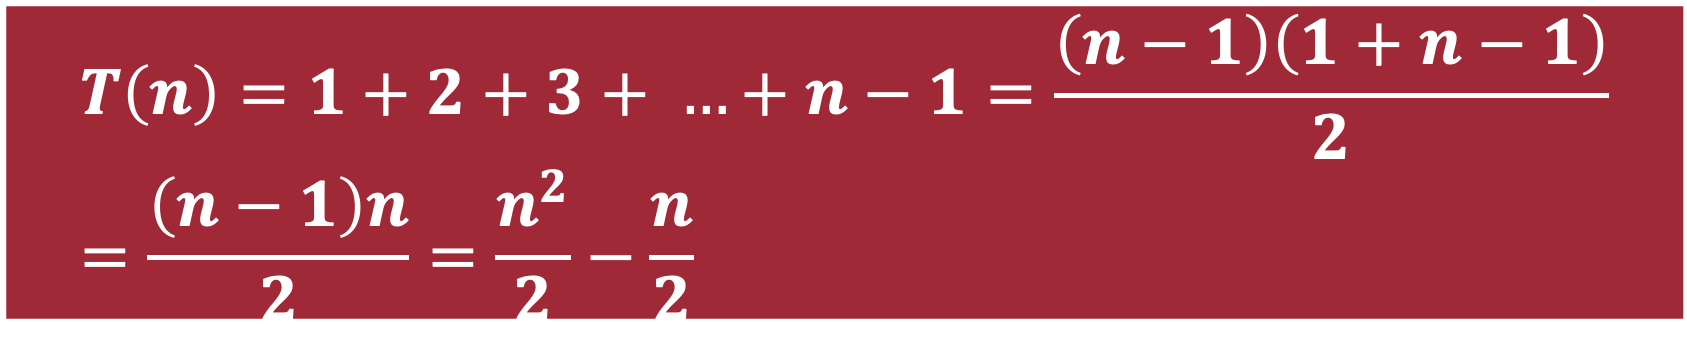 T(n) = 1 + 2 + 3 + … + n − 1 = (n − 1)(1 + n − 1) / 2
= (n − 1)n / 2 = n² / 2 − n / 2